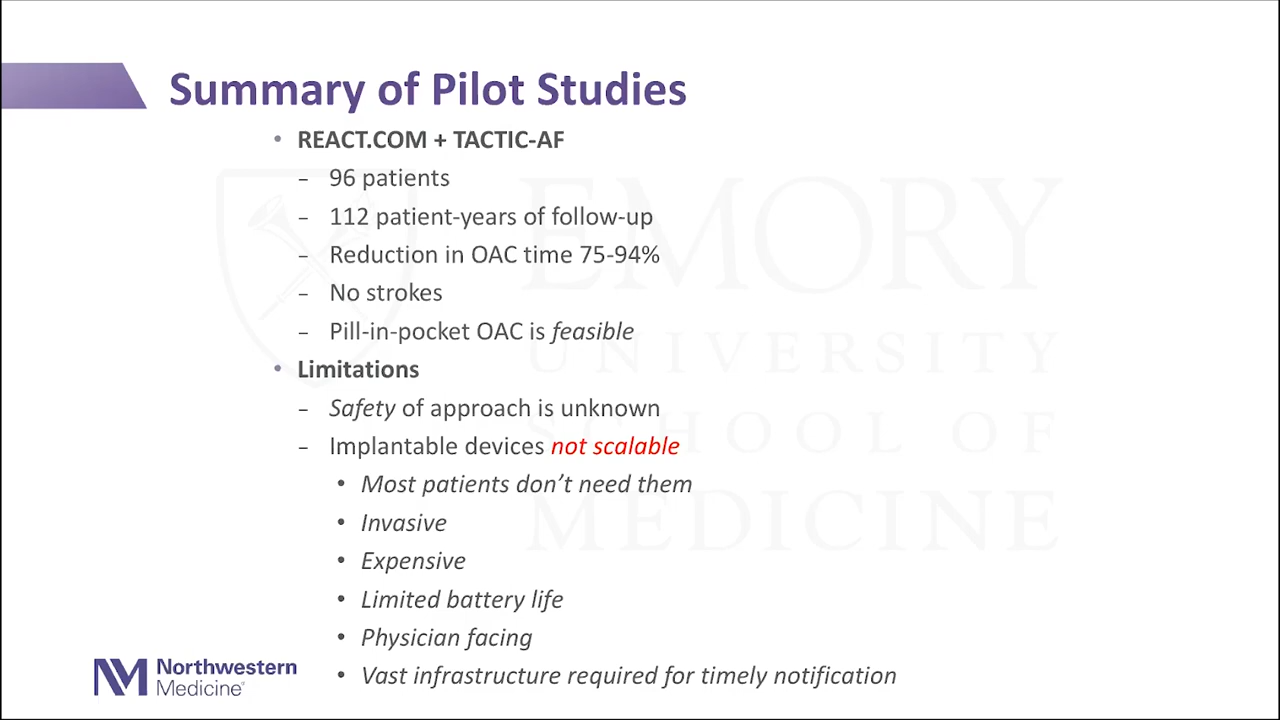 Summary of Pilot Studies
• REACT.COM + TACTIC-AF
– 96 patients
– 112 patient-years of follow-up
– Reduction in OAC time 75-94%
– No strokes
– Pill-in-pocket OAC is feasible
• Limitations
– Safety of approach is unknown
– Implantable devices not scalable
• Most patients don’t need them
• Invasive
• Expensive
• Limited battery life
• Physician facing
• Vast infrastructure required for timely notification
NM Northwestern
Medicine
EMORY
UNIVERSITY
SCHOOL OF
MEDICINE